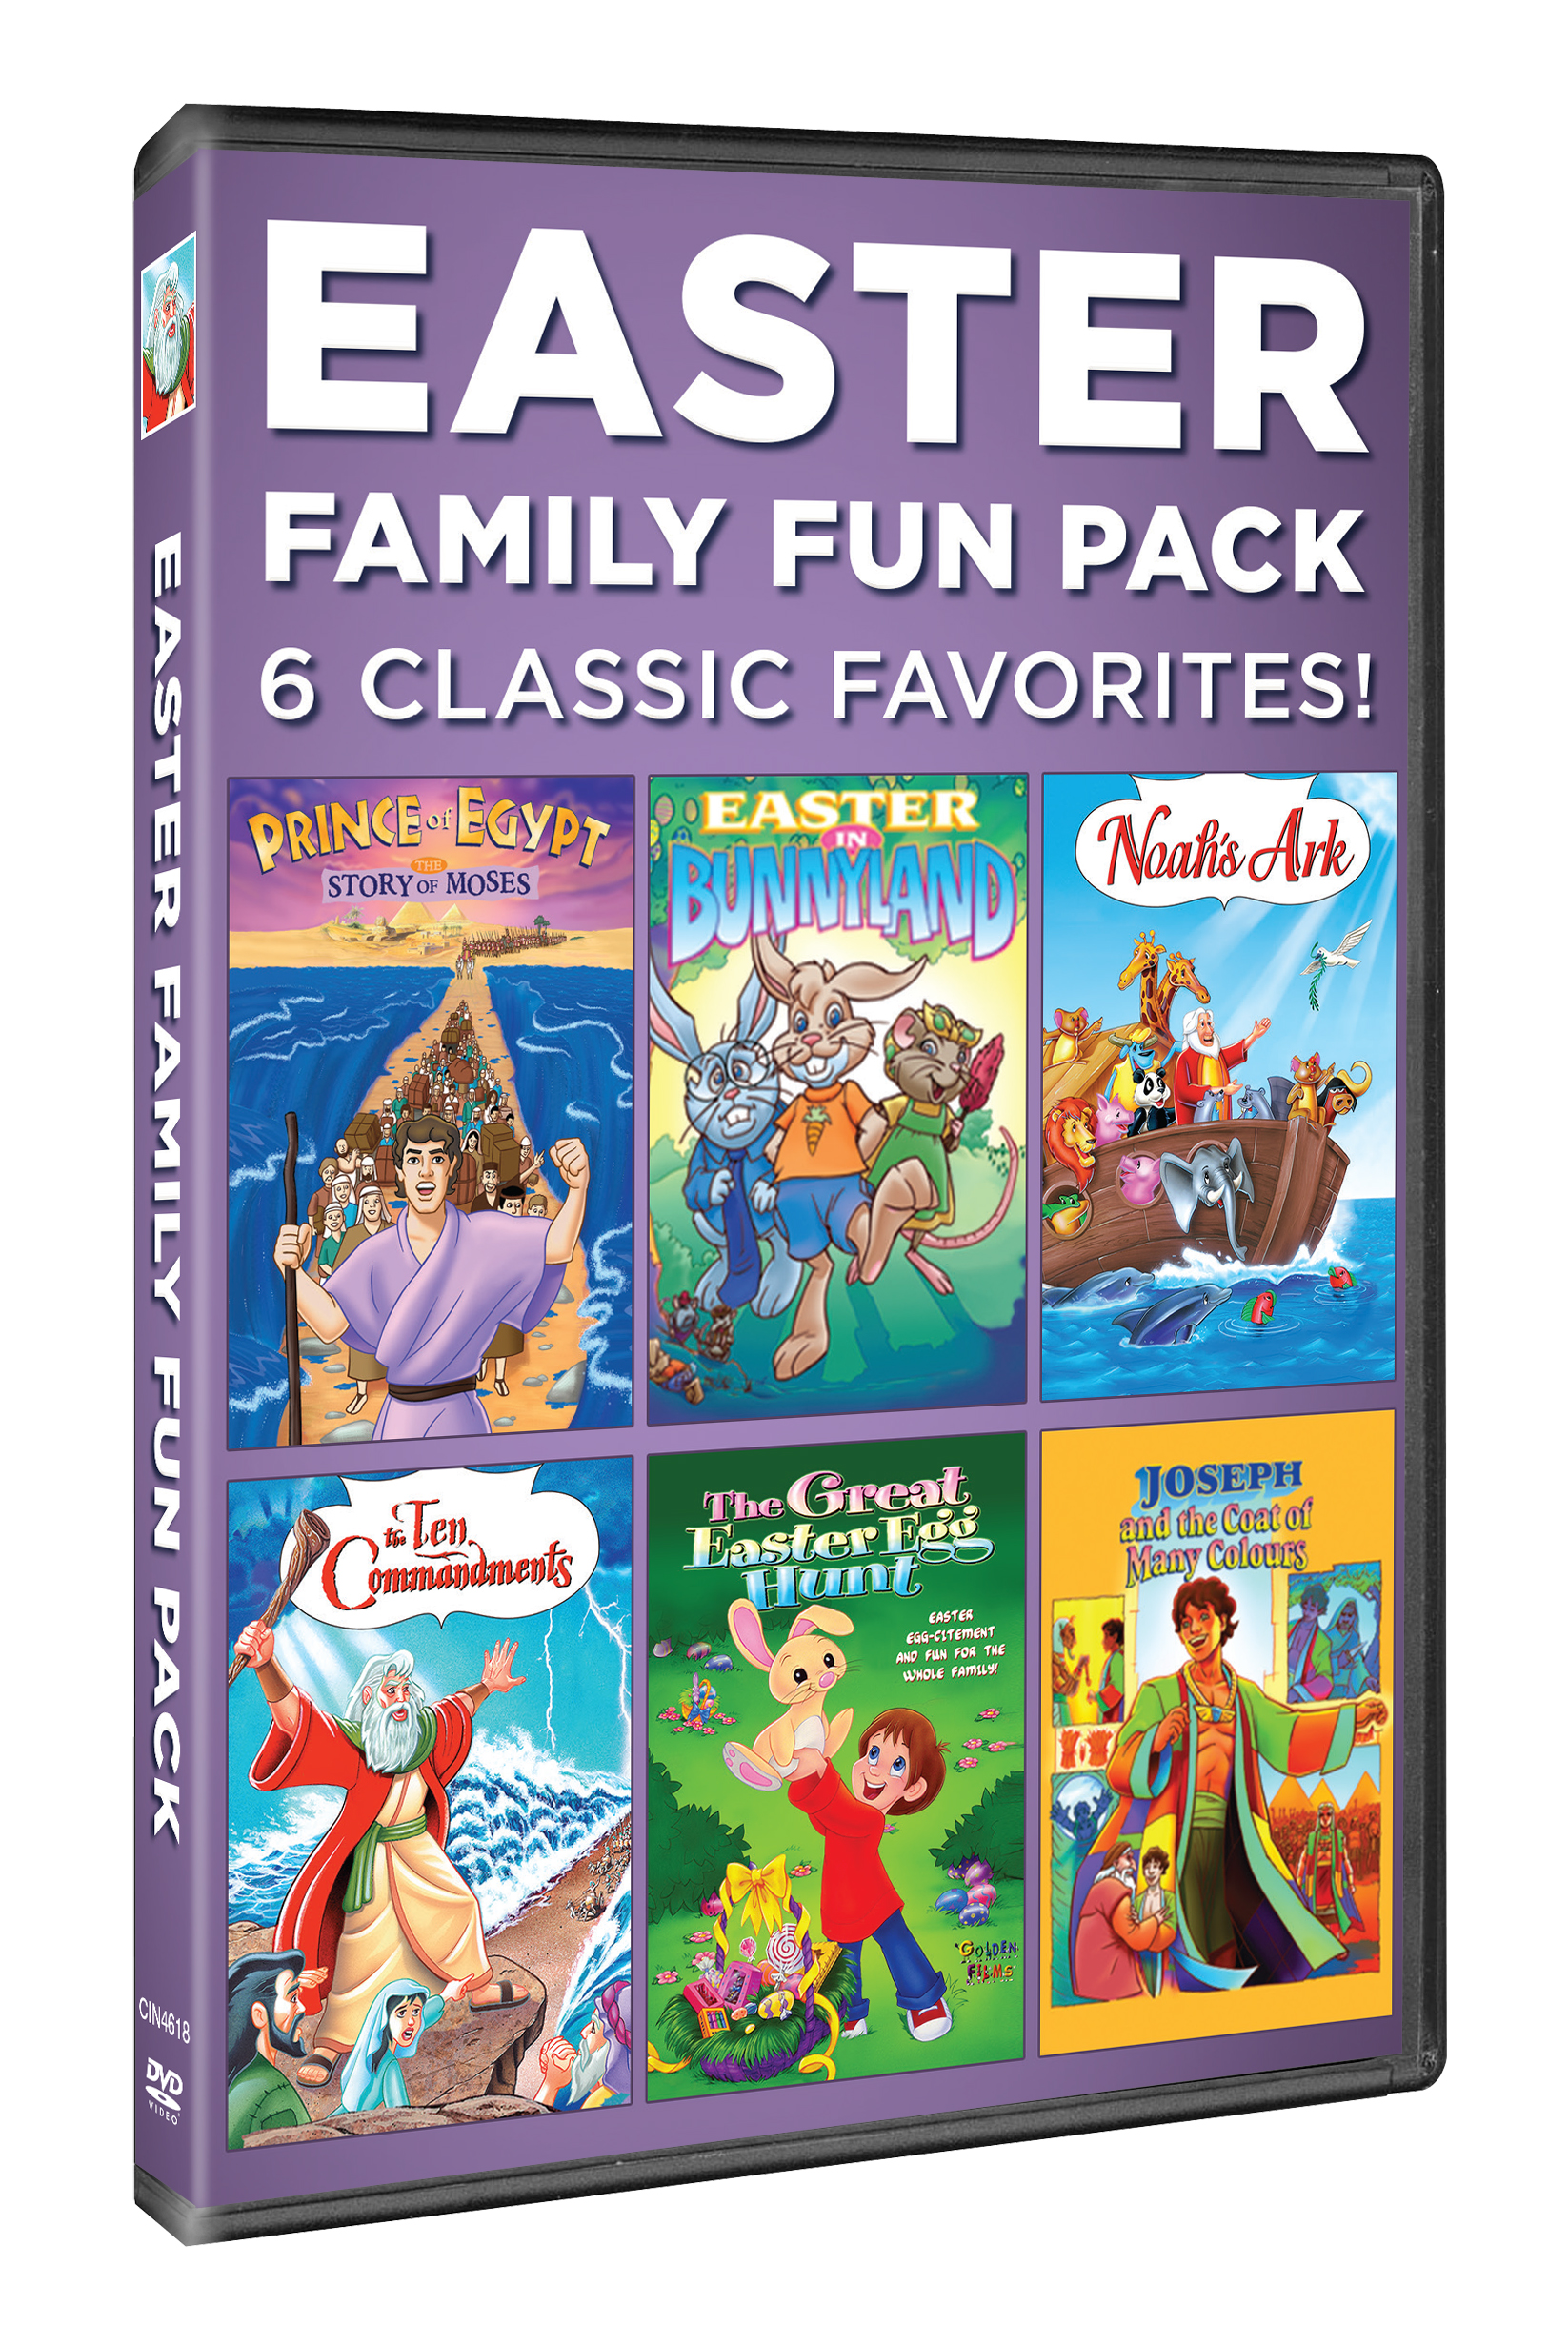 EASTER
FAMILY FUN PACK
6 CLASSIC FAVORITES!
PRINCE of EGYPT
THE
STORY OF MOSES
EASTER
IN
BUNNYLAND
Noah's Ark
the Ten
Commandments
The Great
Easter Egg
Hunt
EASTER
EGG-CITEMENT
AND FUN FOR THE
WHOLE FAMILY!
GOLDEN
FILMS
JOSEPH
and the Coat of
Many Colours
EASTER FAMILY FUN PACK
CIN4618
DVD
VIDEO